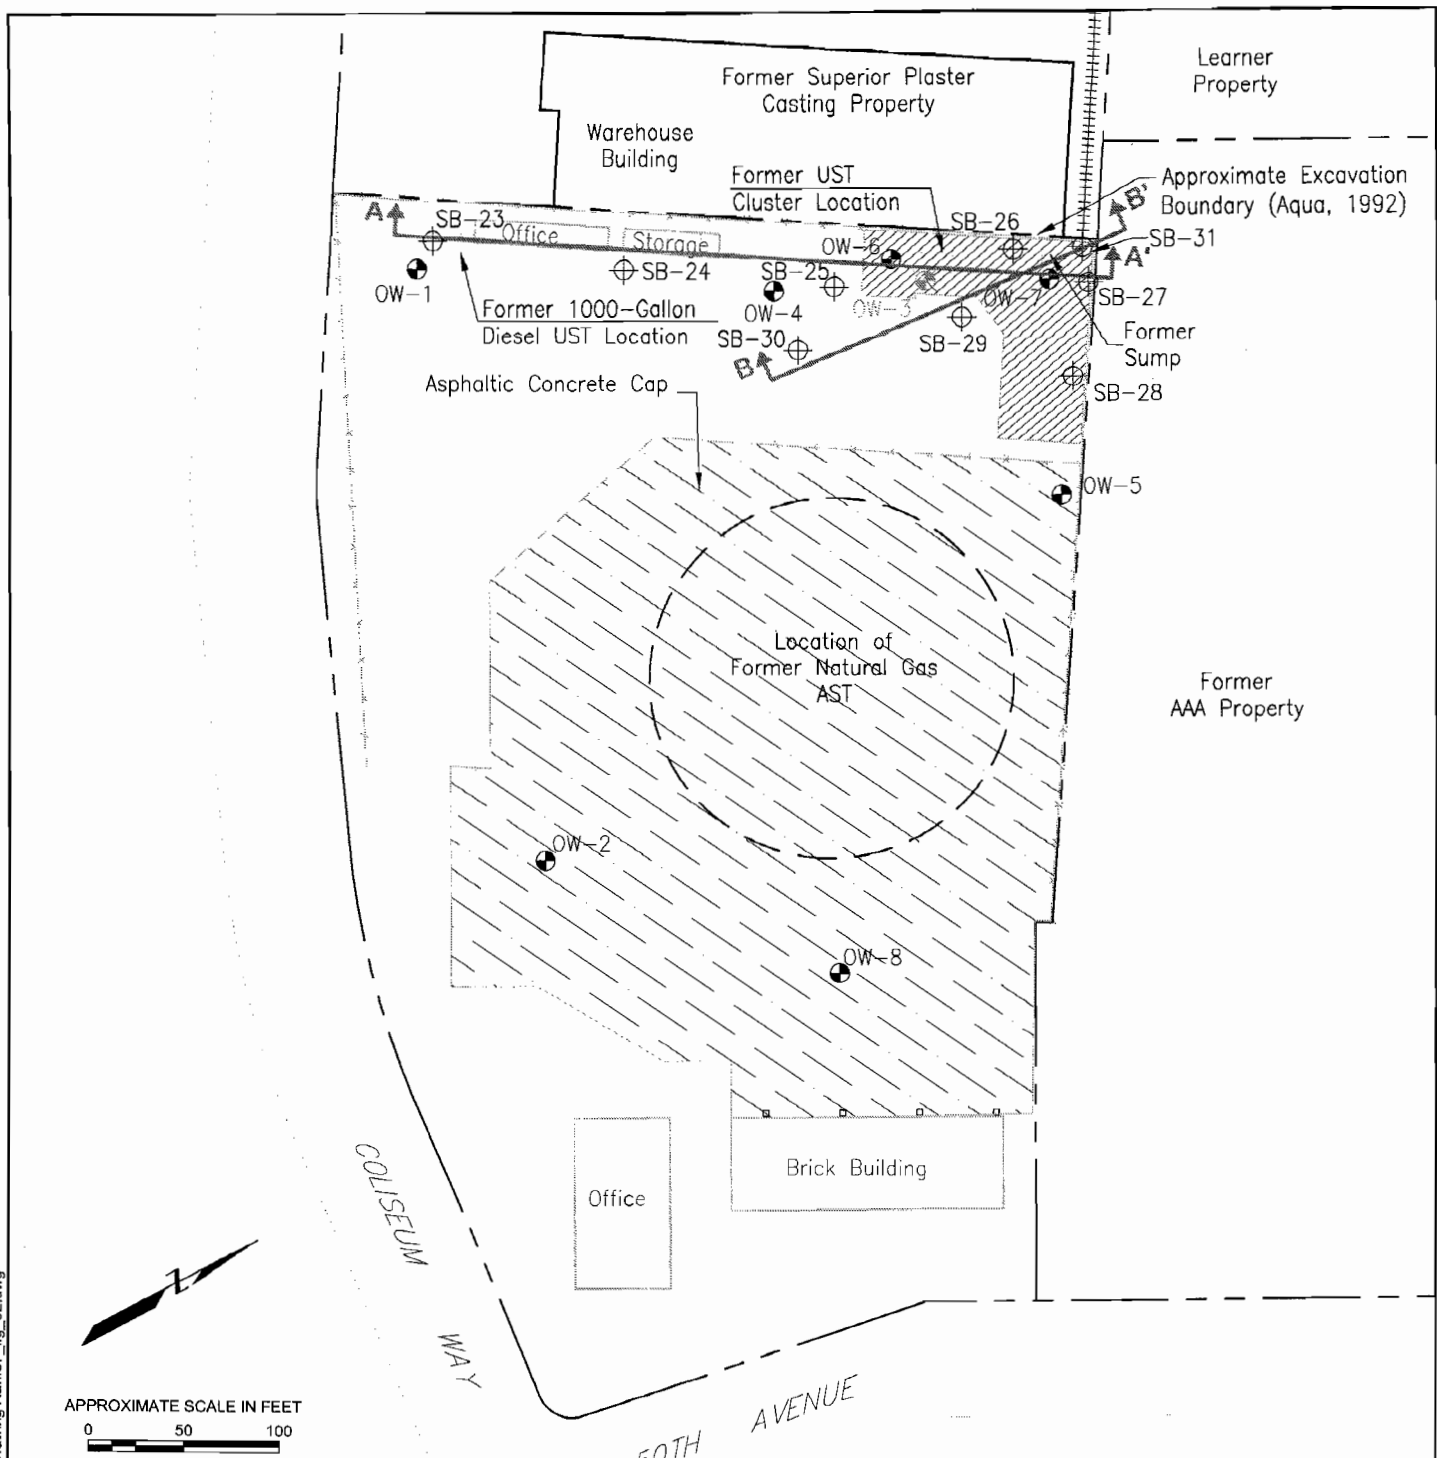 Learner
Property
Former Superior Plaster
Casting Property
Warehouse
Building
Former UST
Cluster Location
Approximate Excavation
Boundary (Aqua, 1992)
A
B'
SB-23
Office
Storage
SB-26
SB-31
OW-6
A'
OW-1
SB-24
SB-25
OW-4
OW-3
OW-7
SB-27
Former 1000-Gallon
Diesel UST Location
SB-30
SB-29
Former
Sump
B
Asphaltic Concrete Cap
SB-28
OW-5
Location of
Former Natural Gas
AST
Former
AAA Property
OW-2
OW-8
Brick Building
Office
COLISEUM WAY
Z
50TH AVENUE
APPROXIMATE SCALE IN FEET
0 50 100